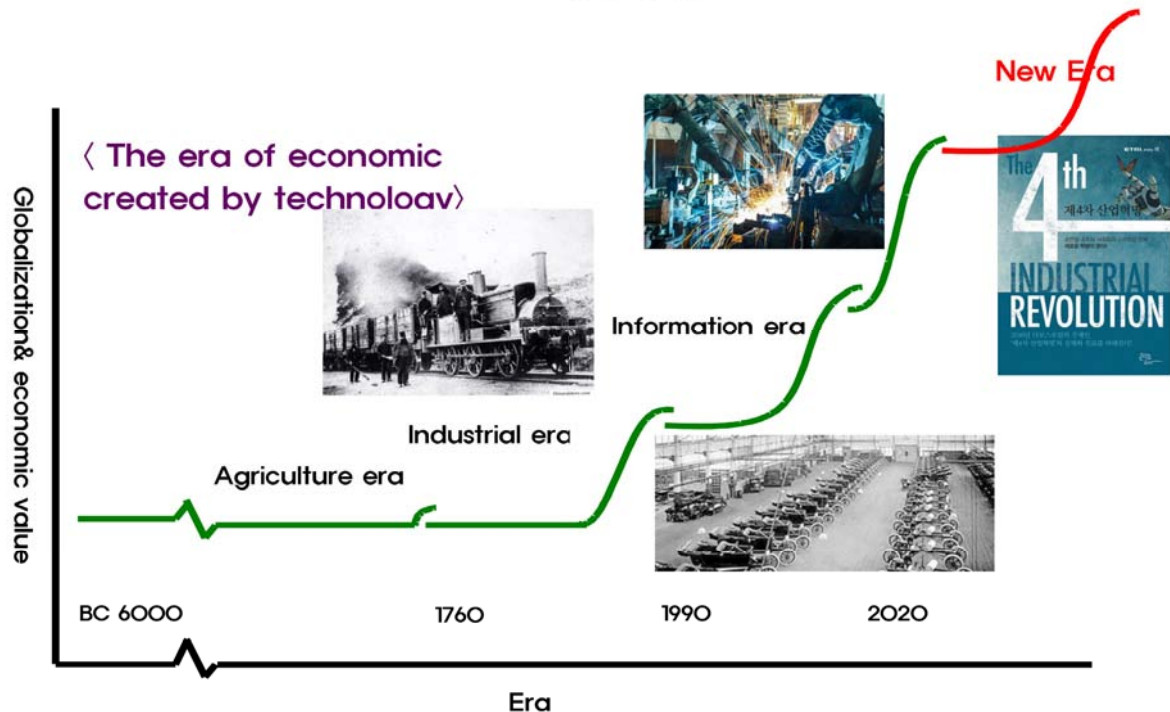 New Era
〈 The era of economic
created by technology〉
Globalization& economic value
Information era
Industrial era
Agriculture era
The 4th
제4차 산업혁명
INDUSTRIAL
REVOLUTION
BC 6000
1760
1990
2020
Era